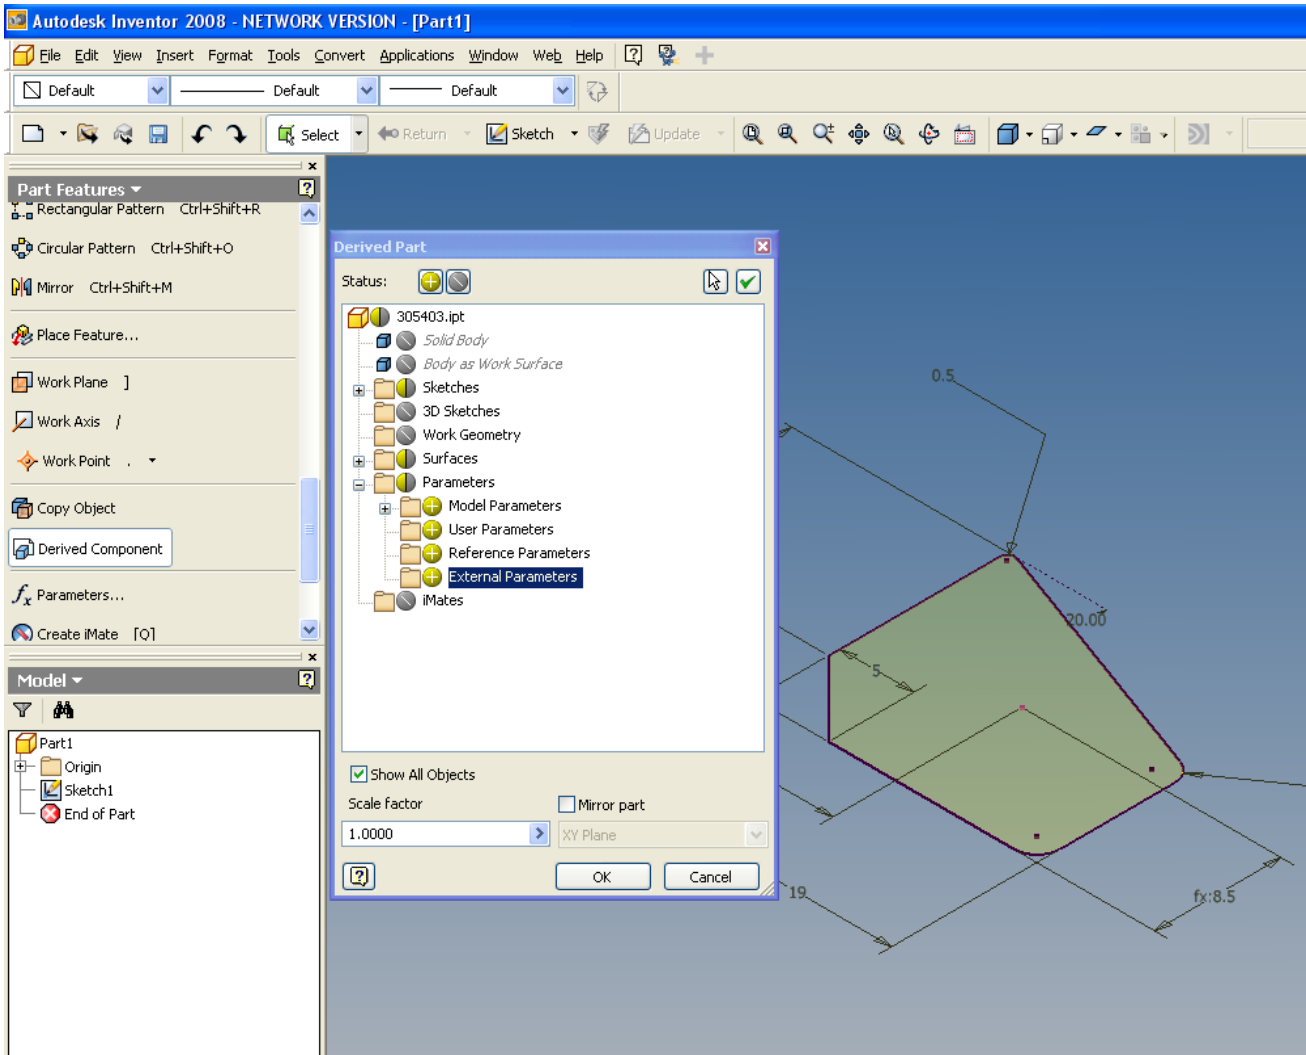 Autodesk Inventor 2008 - NETWORK VERSION - [Part1]
File Edit View Insert Format Tools Convert Applications Window Web Help
Default Default Default
Select Return Sketch Update
Part Features
Rectangular Pattern Ctrl+Shift+R
Circular Pattern Ctrl+Shift+O
Mirror Ctrl+Shift+M
Place Feature...
Work Plane ]
Work Axis /
Work Point .
Copy Object
Derived Component
fx Parameters...
Create iMate [Q]
Model
Part1
Origin
Sketch1
End of Part
Derived Part
Status:
305403.ipt
Solid Body
Body as Work Surface
Sketches
3D Sketches
Work Geometry
Surfaces
Parameters
Model Parameters
User Parameters
Reference Parameters
External Parameters
iMates
Show All Objects
Scale factor
Mirror part
1.0000
XY Plane
OK Cancel
0.5
20.00
5
19
fx:8.5